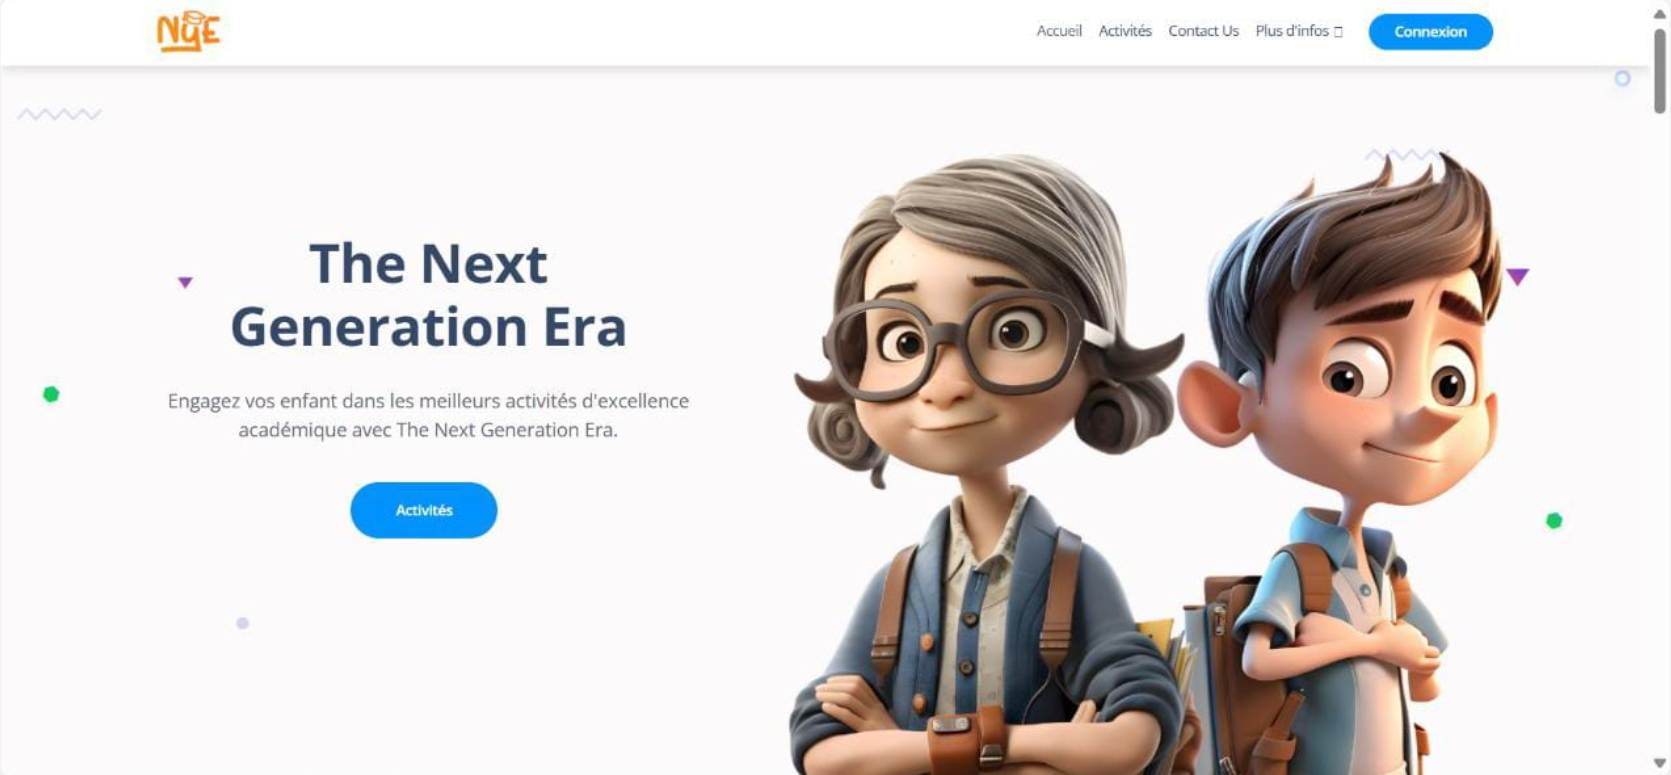 NgE
Accueil Activités Contact Us Plus d'infos Connexion
The Next
Generation Era
Engagez vos enfant dans les meilleurs activités d'excellence
académique avec The Next Generation Era.
Activités